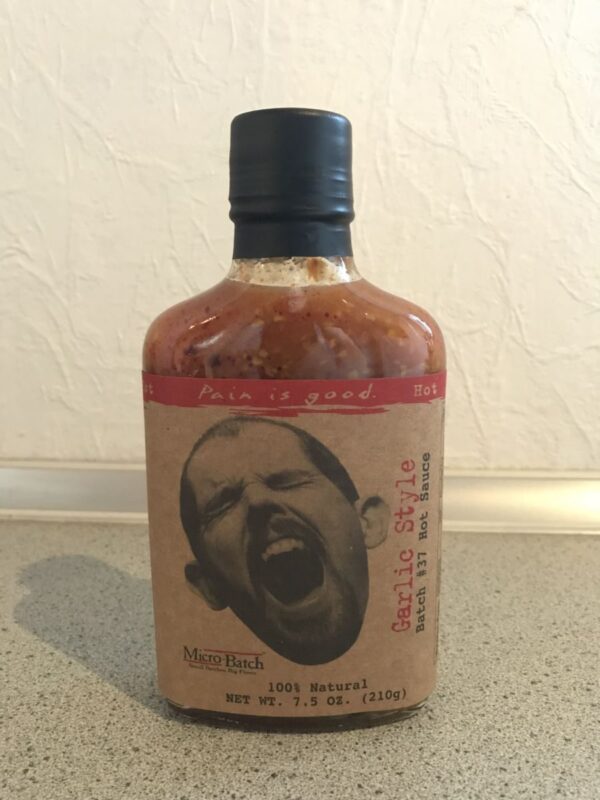 Pain is good.
Hot
Garlic Style
Batch #37 Hot Sauce
Micro-Batch
100% Natural
NET WT. 7.5 OZ. (210g)